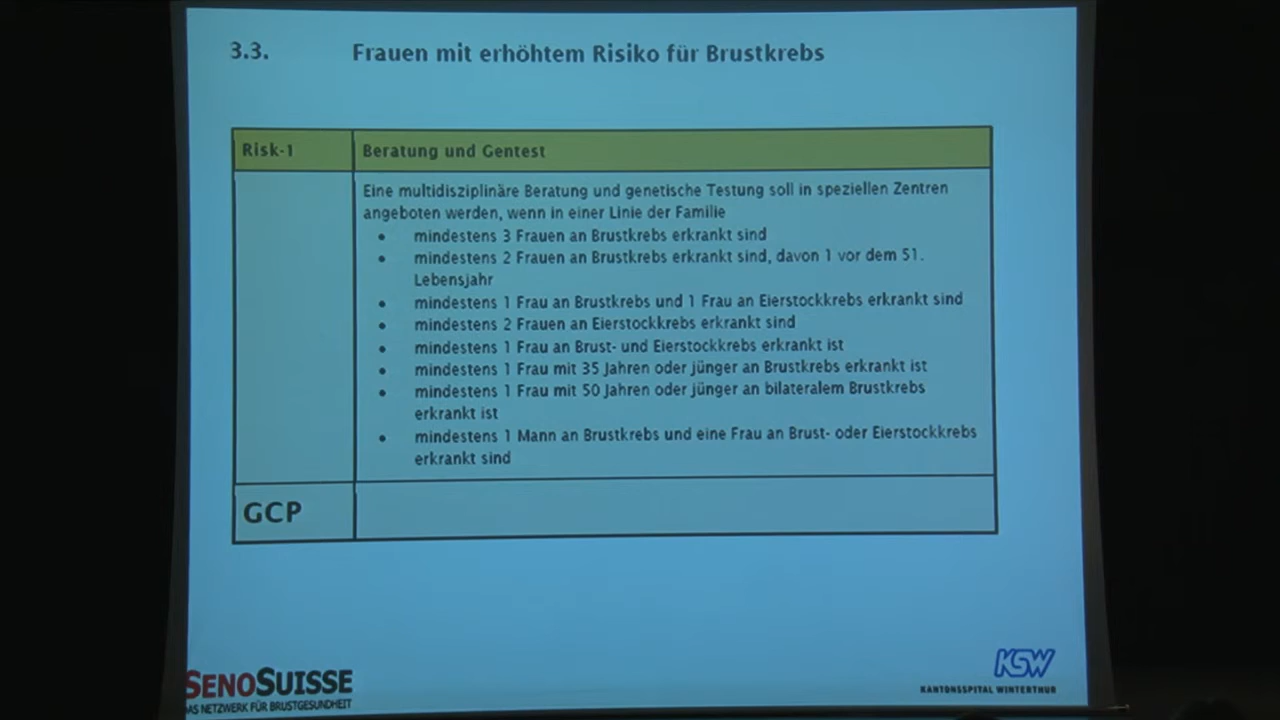 3.3. Frauen mit erhöhtem Risiko für Brustkrebs
Risk-1 Beratung und Gentest
Eine multidisziplinäre Beratung und genetische Testung soll in speziellen Zentren
angeboten werden, wenn in einer Linie der Familie
• mindestens 3 Frauen an Brustkrebs erkrankt sind
• mindestens 2 Frauen an Brustkrebs erkrankt sind, davon 1 vor dem 51.
Lebensjahr
• mindestens 1 Frau an Brustkrebs und 1 Frau an Eierstockkrebs erkrankt sind
• mindestens 2 Frauen an Eierstockkrebs erkrankt sind
• mindestens 1 Frau an Brust- und Eierstockkrebs erkrankt ist
• mindestens 1 Frau mit 35 Jahren oder jünger an Brustkrebs erkrankt ist
• mindestens 1 Frau mit 50 Jahren oder jünger an bilateralem Brustkrebs
erkrankt ist
• mindestens 1 Mann an Brustkrebs und eine Frau an Brust- oder Eierstockkrebs
erkrankt sind
GCP
SENOSUISSE
DAS NETZWERK FÜR BRUSTGESUNDHEIT
KSW
KANTONSSPITAL WINTERTHUR